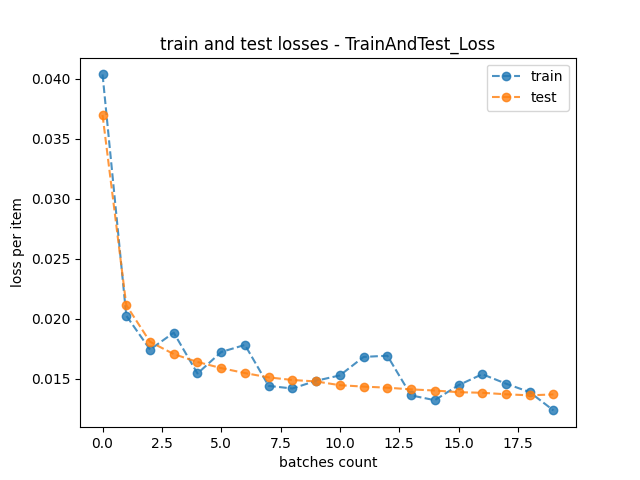 train and test losses - TrainAndTest_Loss
train
test
loss per item
0.040
0.035
0.030
0.025
0.020
0.015
0.0 2.5 5.0 7.5 10.0 12.5 15.0 17.5
batches count